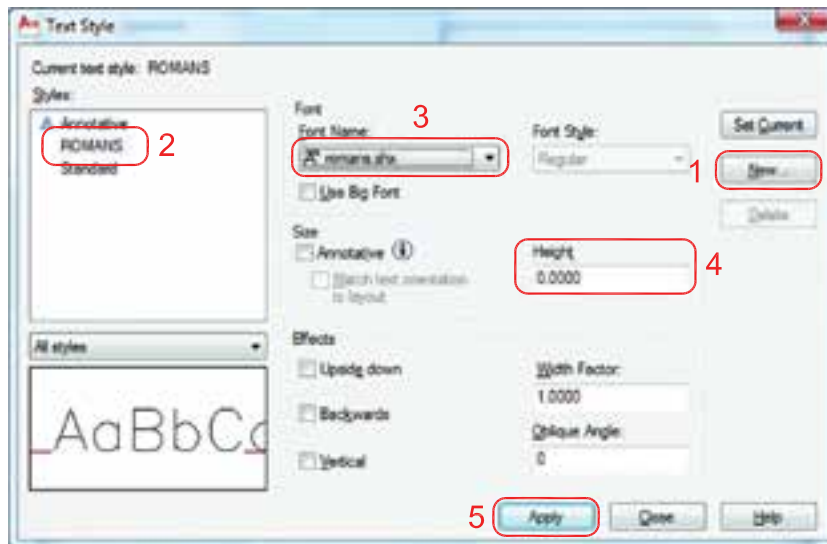 Text Style
Current text style: ROMANS
Styles:
Annotative
ROMANS
Standard
2
Font
Font Name:
3
romans.shx
Use Big Font
Font Style:
Regular
Set Current
1
New...
Delete
Size
Annotative
Match text orientation
to layout
Height
0.0000
4
All styles
AaBbCc
Effects
Upside down
Backwards
Vertical
Width Factor:
1.0000
Oblique Angle:
0
5
Apply
Close
Help